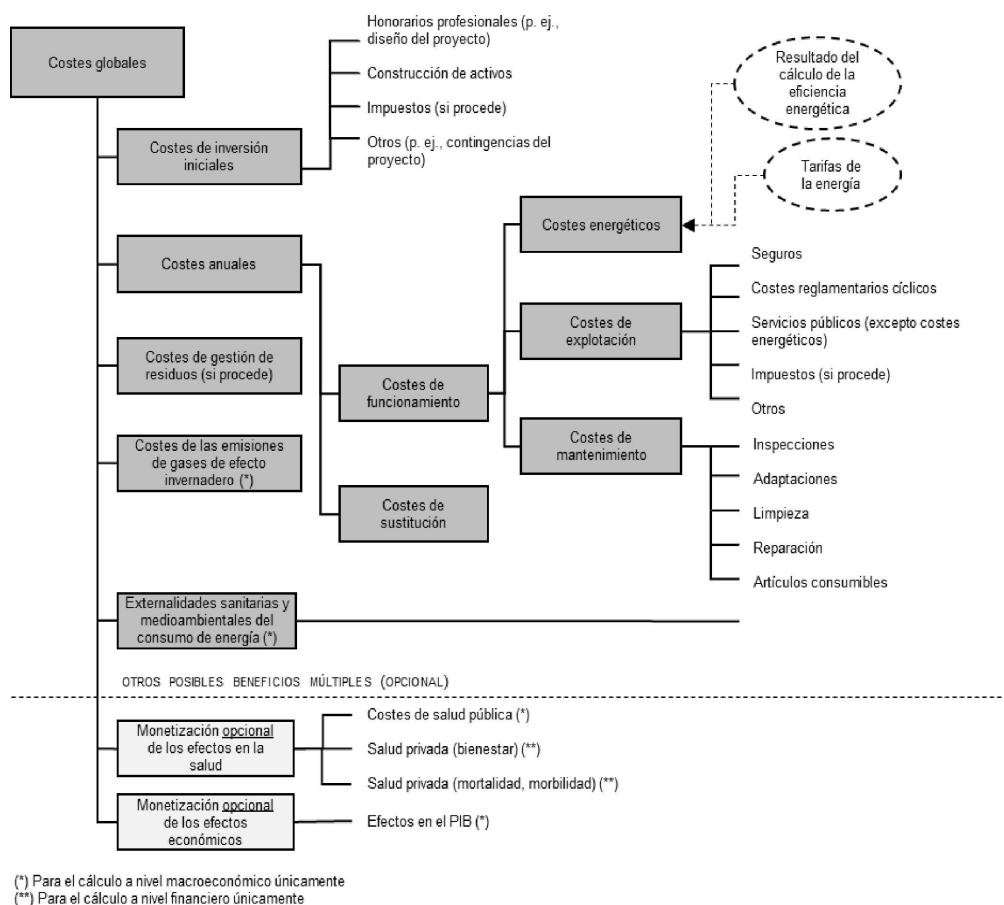 Costes globales
Honorarios profesionales (p. ej.,
diseño del proyecto)
Construcción de activos
Impuestos (si procede)
Otros (p. ej., contingencias del
proyecto)
Costes de inversión
iniciales
Resultado del
cálculo de la
eficiencia
energética
Tarifas de
la energía
Costes energéticos
Costes anuales
Seguros
Costes reglamentarios cíclicos
Servicios públicos (excepto costes
energéticos)
Impuestos (si procede)
Otros
Costes de
explotación
Costes de gestión de
residuos (si procede)
Costes de
funcionamiento
Costes de
mantenimiento
Inspecciones
Adaptaciones
Limpieza
Reparación
Artículos consumibles
Costes de las emisiones
de gases de efecto
invernadero (*)
Costes de
sustitución
Externalidades sanitarias y
medioambientales del
consumo de energía (*)
OTROS POSIBLES BENEFICIOS MÚLTIPLES (OPCIONAL)
Monetización opcional
de los efectos en la
salud
Costes de salud pública (*)
Salud privada (bienestar) (**)
Salud privada (mortalidad, morbilidad) (**)
Monetización opcional
de los efectos
económicos
Efectos en el PIB (*)
(*) Para el cálculo a nivel macroeconómico únicamente
(**) Para el cálculo a nivel financiero únicamente